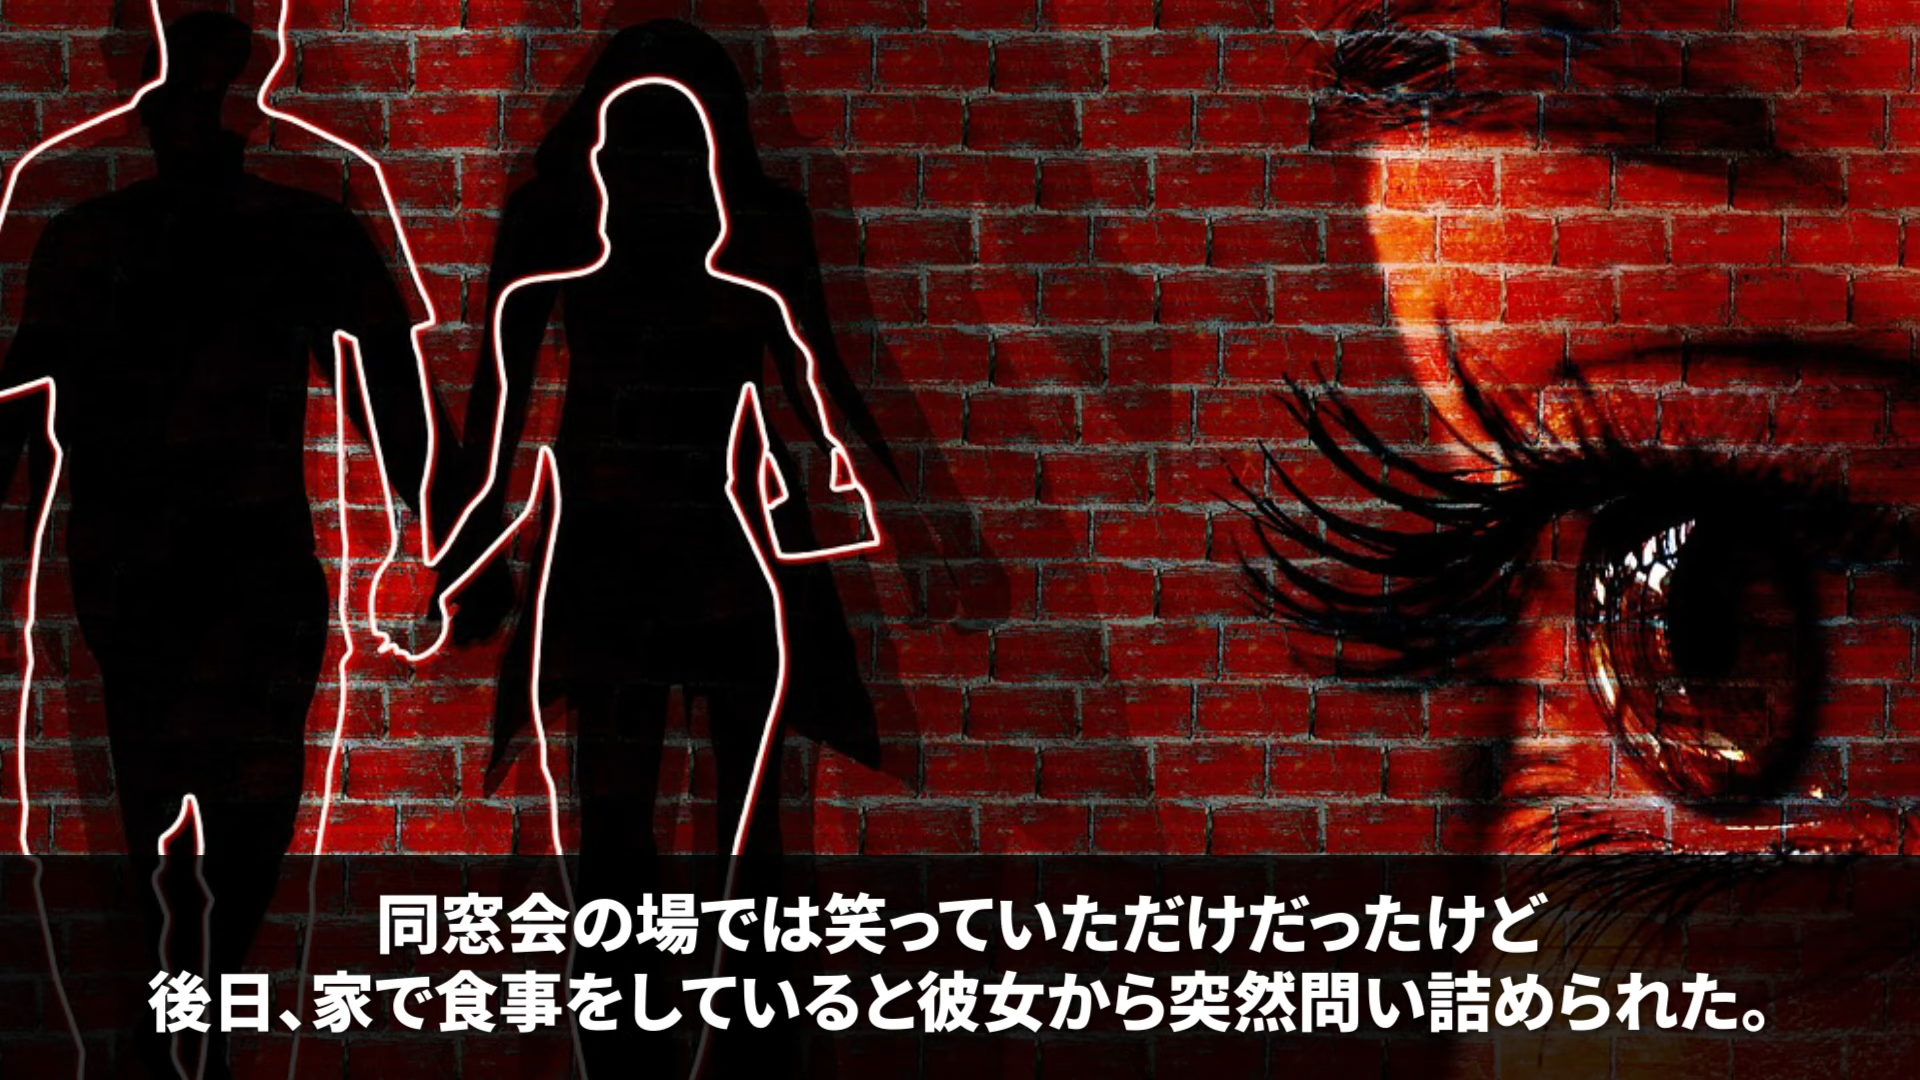 同窓会の場では笑っていただけだったけど
後日、家で食事をしていると彼女から突然問い詰められた。